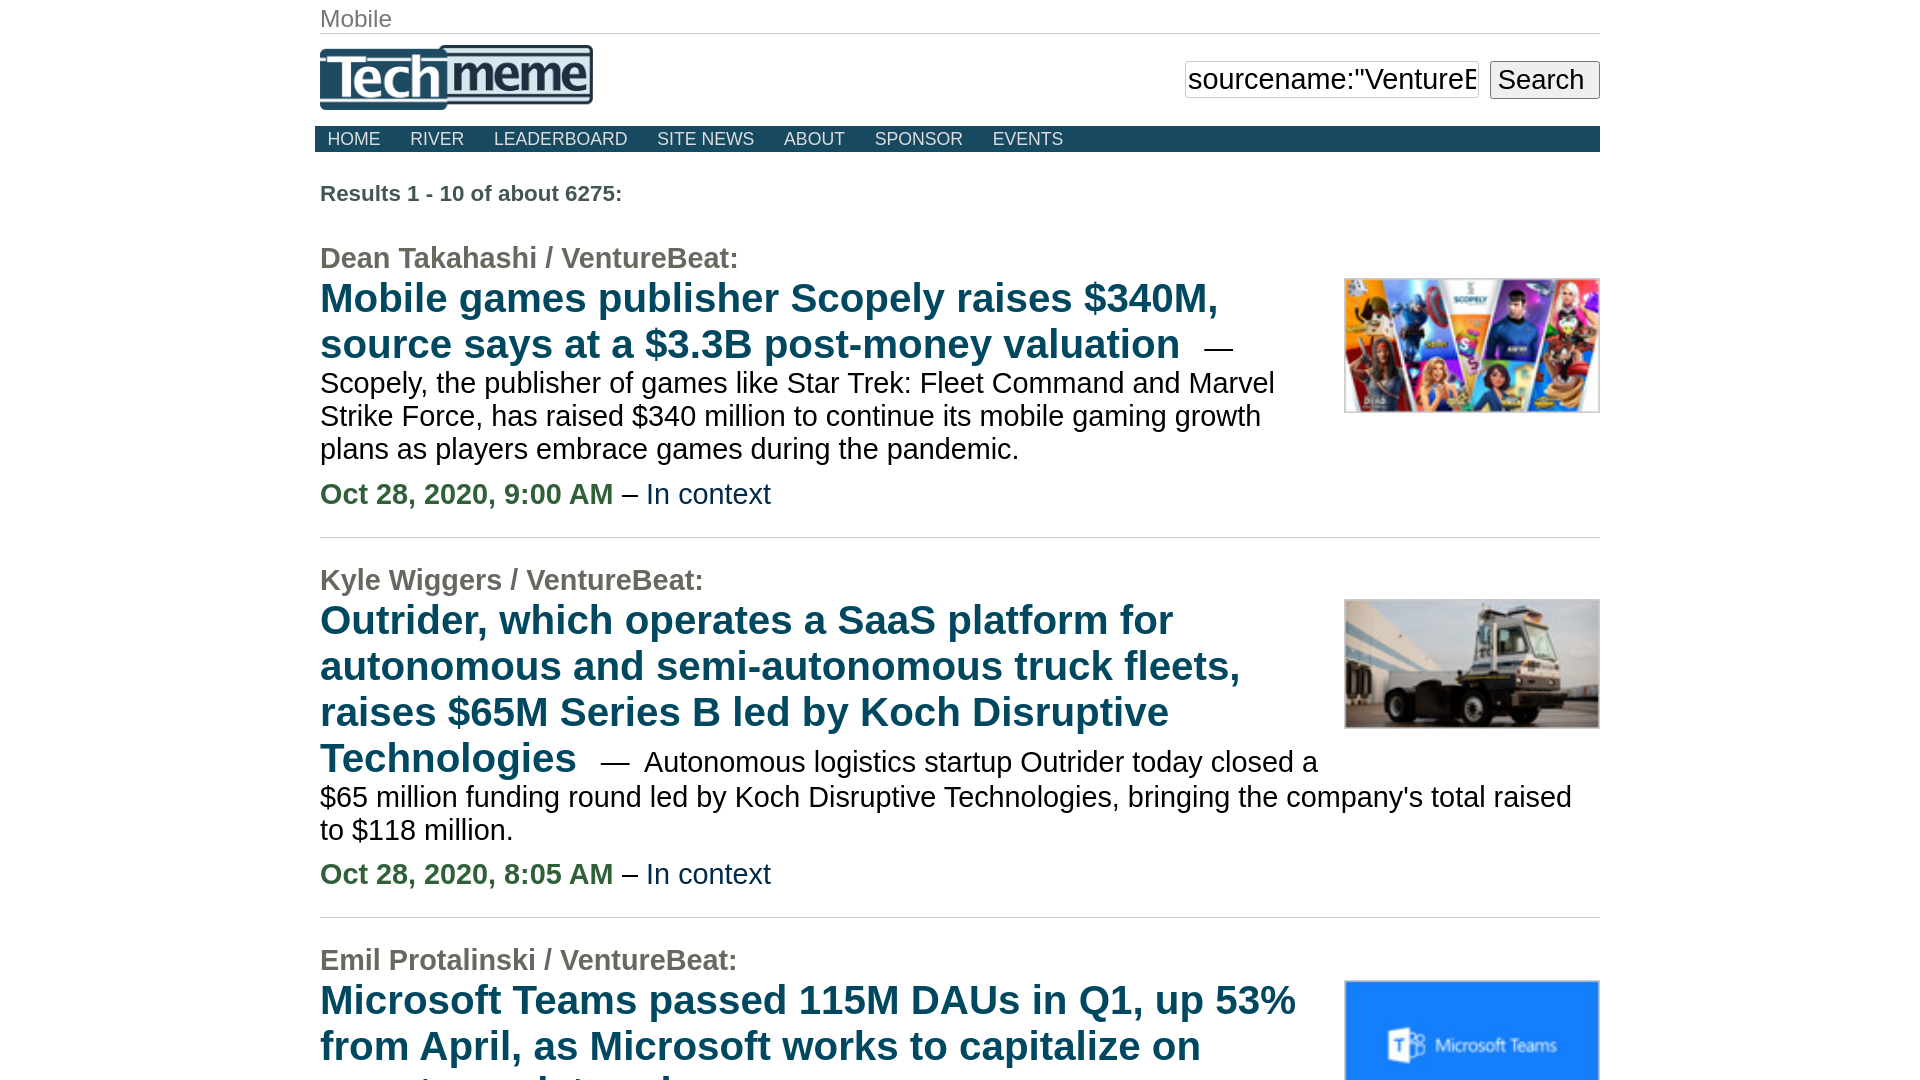 Mobile
Techmeme
sourcename:"VentureB
Search
HOME RIVER LEADERBOARD SITE NEWS ABOUT SPONSOR EVENTS
Results 1 - 10 of about 6275:
Dean Takahashi / VentureBeat:
Mobile games publisher Scopely raises $340M,
source says at a $3.3B post-money valuation —
Scopely, the publisher of games like Star Trek: Fleet Command and Marvel
Strike Force, has raised $340 million to continue its mobile gaming growth
plans as players embrace games during the pandemic.
SCOPELY
Oct 28, 2020, 9:00 AM – In context
Kyle Wiggers / VentureBeat:
Outrider, which operates a SaaS platform for
autonomous and semi-autonomous truck fleets,
raises $65M Series B led by Koch Disruptive
Technologies — Autonomous logistics startup Outrider today closed a
$65 million funding round led by Koch Disruptive Technologies, bringing the company's total raised
to $118 million.
Oct 28, 2020, 8:05 AM – In context
Emil Protalinski / VentureBeat:
Microsoft Teams passed 115M DAUs in Q1, up 53%
from April, as Microsoft works to capitalize on
Microsoft Teams